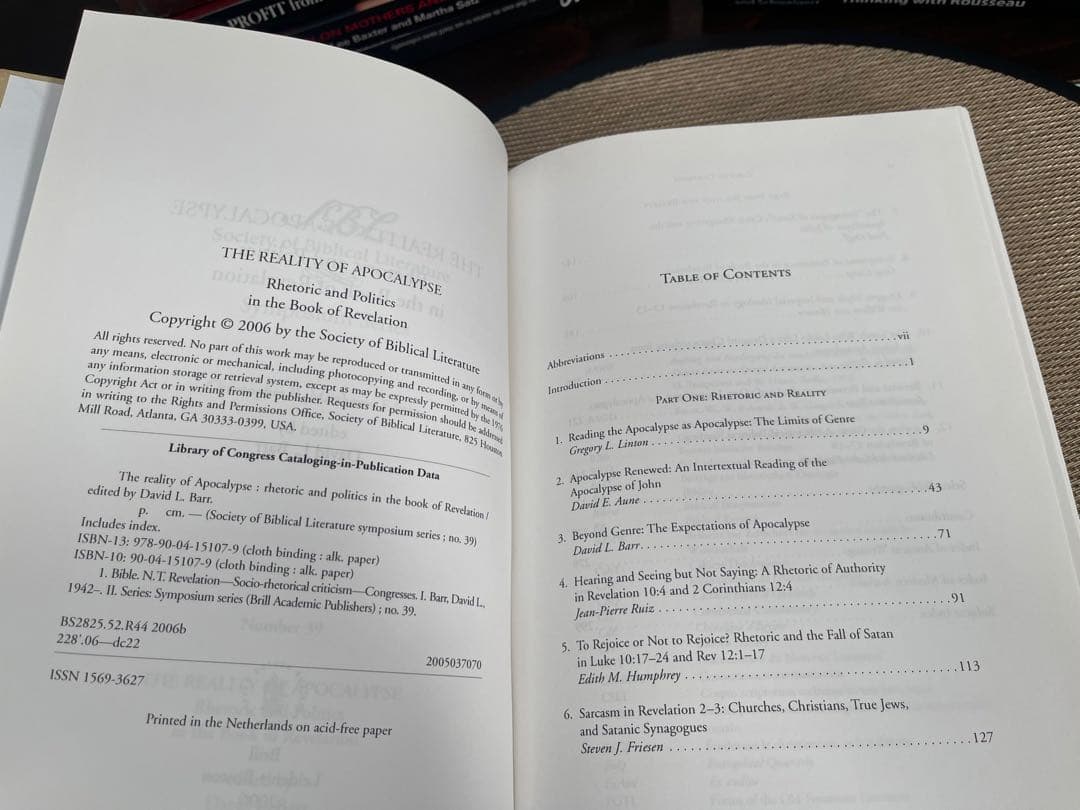 PROFIT from
ON MOTHERS AN
Baxter and Martha Sat
Thinking with Rousseau
THE REALITY OF APOCALYPSE
Rhetoric and Politics
in the Book of Revelation
Copyright © 2006 by the Society of Biblical Literature
All rights reserved. No part of this work may be reproduced or transmitted in any form or by
any means, electronic or mechanical, including photocopying and recording, or by means of
any information storage or retrieval system, except as may be expressly permitted by the 1976
Copyright Act or in writing from the publisher. Requests for permission should be addressed
in writing to the Rights and Permissions Office, Society of Biblical Literature, 825 Houston
Mill Road, Atlanta, GA 30333-0399, USA.
Library of Congress Cataloging-in-Publication Data
The reality of Apocalypse : rhetoric and politics in the book of Revelation /
edited by David L. Barr.
p. cm. — (Society of Biblical Literature symposium series ; no. 39)
Includes index.
ISBN-13: 978-90-04-15107-9 (cloth binding : alk. paper)
ISBN-10: 90-04-15107-9 (cloth binding : alk. paper)
1. Bible. N.T. Revelation—Socio-rhetorical criticism—Congresses. I. Barr, David L.,
1942–. II. Series: Symposium series (Brill Academic Publishers) ; no. 39.
BS2825.52.R44 2006b
228'.06—dc22
2005037070
ISSN 1569-3627
Printed in the Netherlands on acid-free paper
TABLE OF CONTENTS
Abbreviations ........ vii
Introduction ........ 1
PART ONE: RHETORIC AND REALITY
1. Reading the Apocalypse as Apocalypse: The Limits of Genre
Gregory L. Linton ........ 9
2. Apocalypse Renewed: An Intertextual Reading of the
Apocalypse of John
David E. Aune ........ 43
3. Beyond Genre: The Expectations of Apocalypse
David L. Barr ........ 71
4. Hearing and Seeing but Not Saying: A Rhetoric of Authority
in Revelation 10:4 and 2 Corinthians 12:4
Jean-Pierre Ruiz ........ 91
5. To Rejoice or Not to Rejoice? Rhetoric and the Fall of Satan
in Luke 10:17–24 and Rev 12:1–17
Edith M. Humphrey ........ 113
6. Sarcasm in Revelation 2–3: Churches, Christians, True Jews,
and Satanic Synagogues
Steven J. Friesen ........ 127